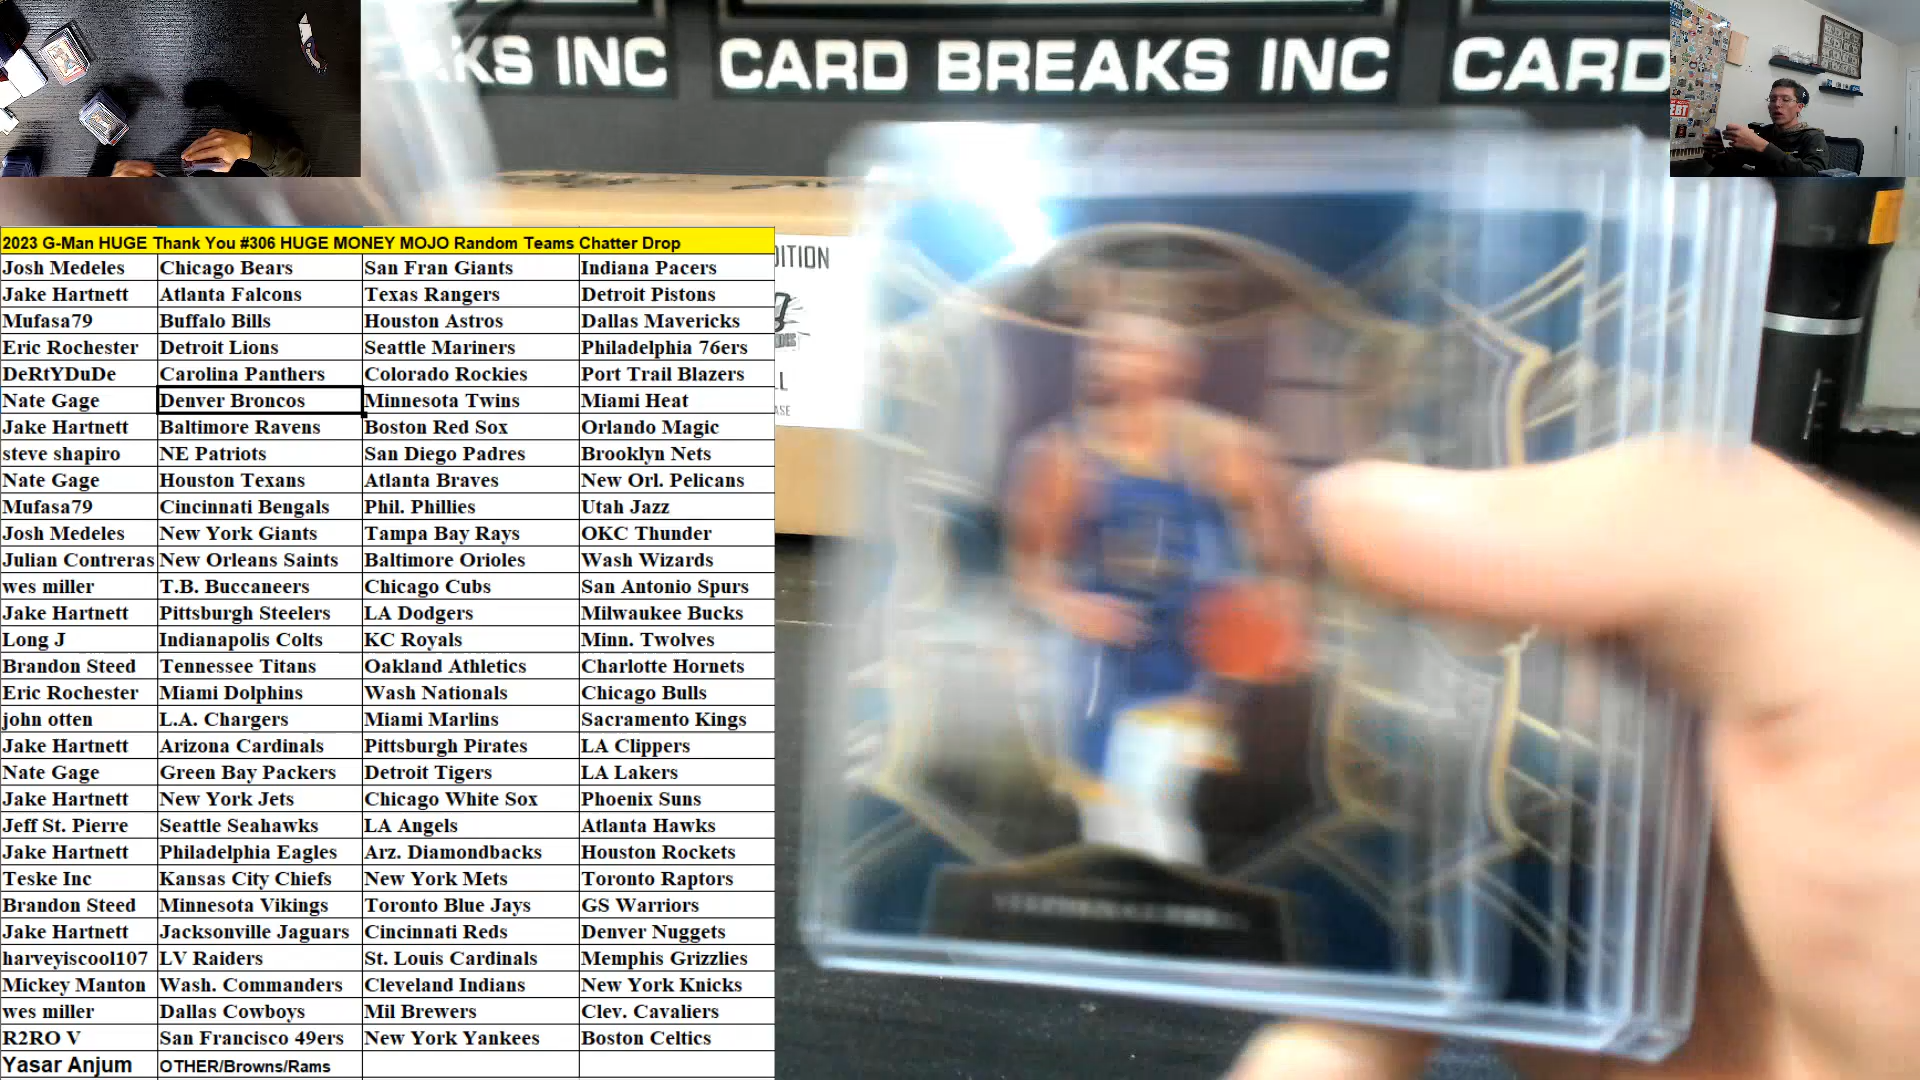 AKS INC CARD BREAKS INC CARD
2023 G-Man HUGE Thank You #306 HUGE MONEY MOJO Random Teams Chatter Drop
Josh Medeles Chicago Bears San Fran Giants Indiana Pacers
Jake Hartnett Atlanta Falcons Texas Rangers Detroit Pistons
Mufasa79 Buffalo Bills Houston Astros Dallas Mavericks
Eric Rochester Detroit Lions Seattle Mariners Philadelphia 76ers
DeRtYDuDe Carolina Panthers Colorado Rockies Port Trail Blazers
Nate Gage Denver Broncos Minnesota Twins Miami Heat
Jake Hartnett Baltimore Ravens Boston Red Sox Orlando Magic
steve shapiro NE Patriots San Diego Padres Brooklyn Nets
Nate Gage Houston Texans Atlanta Braves New Orl. Pelicans
Mufasa79 Cincinnati Bengals Phil. Phillies Utah Jazz
Josh Medeles New York Giants Tampa Bay Rays OKC Thunder
Julian Contreras New Orleans Saints Baltimore Orioles Wash Wizards
wes miller T.B. Buccaneers Chicago Cubs San Antonio Spurs
Jake Hartnett Pittsburgh Steelers LA Dodgers Milwaukee Bucks
Long J Indianapolis Colts KC Royals Minn. Twolves
Brandon Steed Tennessee Titans Oakland Athletics Charlotte Hornets
Eric Rochester Miami Dolphins Wash Nationals Chicago Bulls
john otten L.A. Chargers Miami Marlins Sacramento Kings
Jake Hartnett Arizona Cardinals Pittsburgh Pirates LA Clippers
Nate Gage Green Bay Packers Detroit Tigers LA Lakers
Jake Hartnett New York Jets Chicago White Sox Phoenix Suns
Jeff St. Pierre Seattle Seahawks LA Angels Atlanta Hawks
Jake Hartnett Philadelphia Eagles Arz. Diamondbacks Houston Rockets
Teske Inc Kansas City Chiefs New York Mets Toronto Raptors
Brandon Steed Minnesota Vikings Toronto Blue Jays GS Warriors
Jake Hartnett Jacksonville Jaguars Cincinnati Reds Denver Nuggets
harveyiscool107 LV Raiders St. Louis Cardinals Memphis Grizzlies
Mickey Manton Wash. Commanders Cleveland Indians New York Knicks
wes miller Dallas Cowboys Mil Brewers Clev. Cavaliers
R2RO V San Francisco 49ers New York Yankees Boston Celtics
Yasar Anjum OTHER/Browns/Rams
DITION